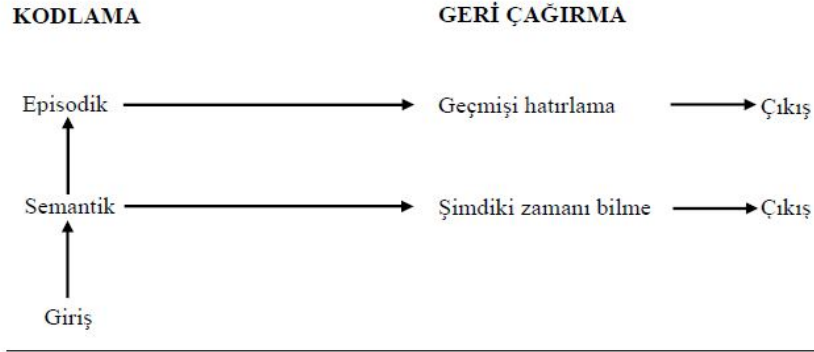 KODLAMA GERİ ÇAĞIRMA
Episodik Geçmişi hatırlama Çıkış
Semantik Şimdiki zamanı bilme Çıkış
Giriş